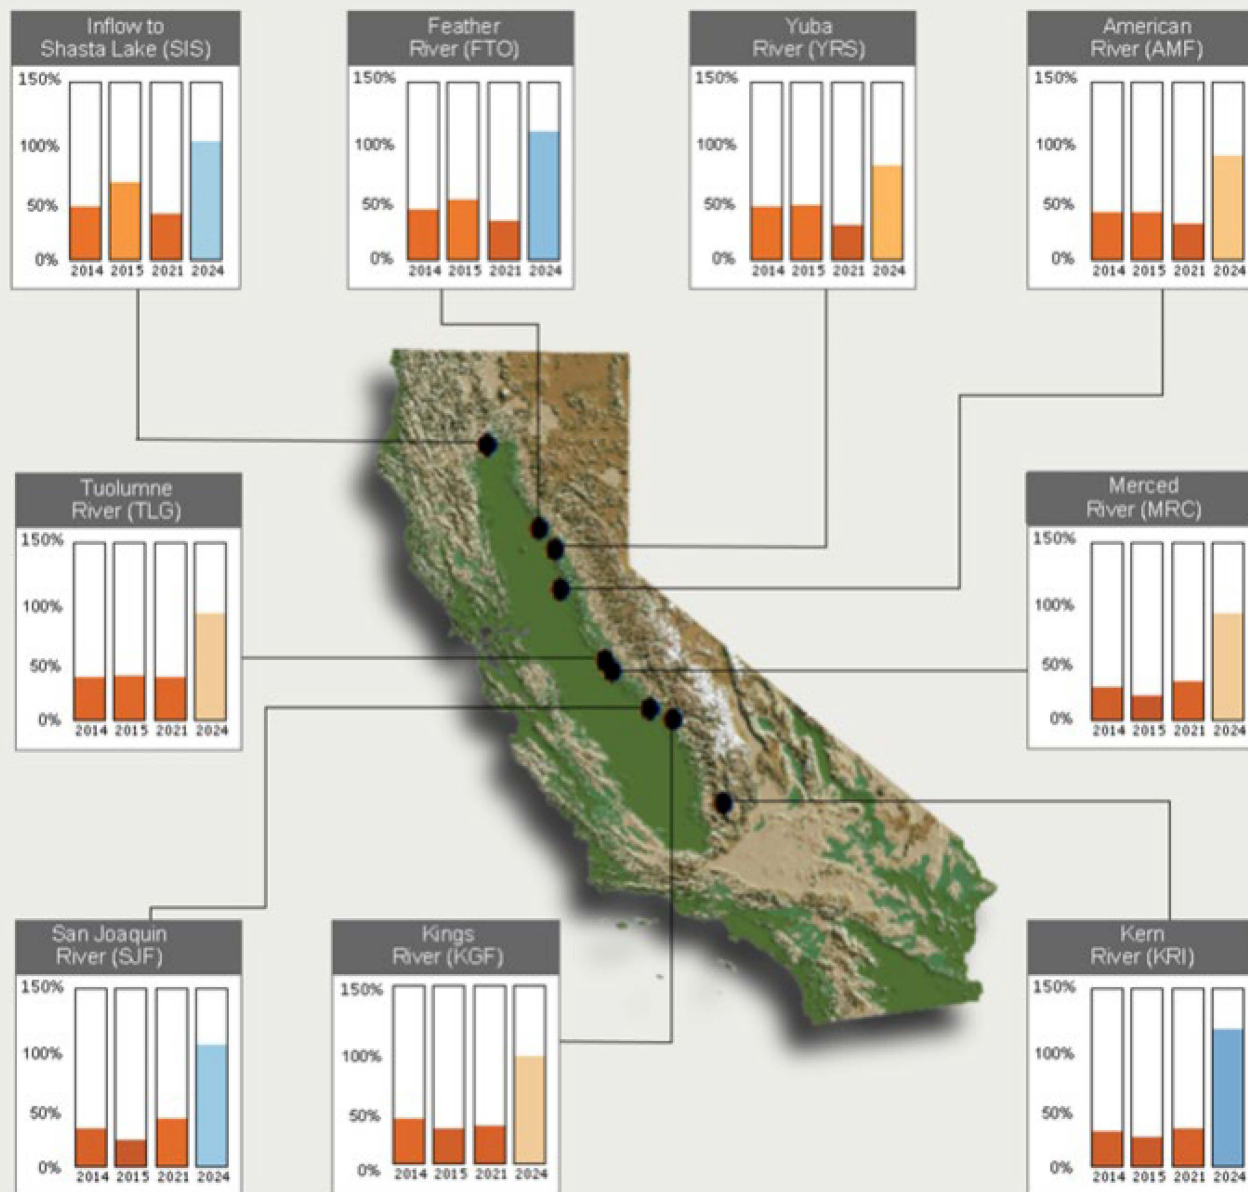 Inflow to
Shasta Lake (SIS)
150%
100%
50%
0%
2014 2015 2021 2024
Feather
River (FTO)
150%
100%
50%
0%
2014 2015 2021 2024
Yuba
River (YRS)
150%
100%
50%
0%
2014 2015 2021 2024
American
River (AMF)
150%
100%
50%
0%
2014 2015 2021 2024
Tuolumne
River (TLG)
150%
100%
50%
0%
2014 2015 2021 2024
Merced
River (MRC)
150%
100%
50%
0%
2014 2015 2021 2024
San Joaquin
River (SJF)
150%
100%
50%
0%
2014 2015 2021 2024
Kings
River (KGF)
150%
100%
50%
0%
2014 2015 2021 2024
Kern
River (KRI)
150%
100%
50%
0%
2014 2015 2021 2024